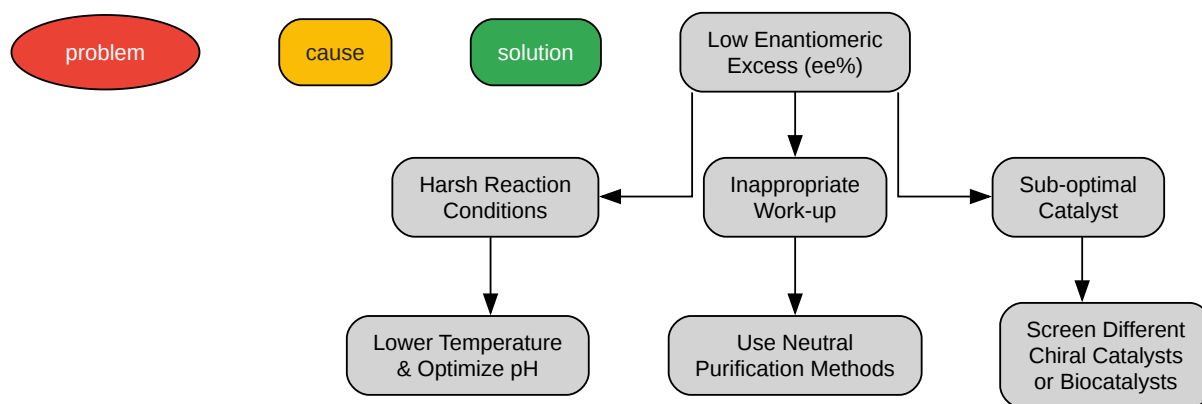 problem
cause
solution
Low Enantiomeric
Excess (ee%)
Harsh Reaction
Conditions
Inappropriate
Work-up
Sub-optimal
Catalyst
Lower Temperature
& Optimize pH
Use Neutral
Purification Methods
Screen Different
Chiral Catalysts
or Biocatalysts